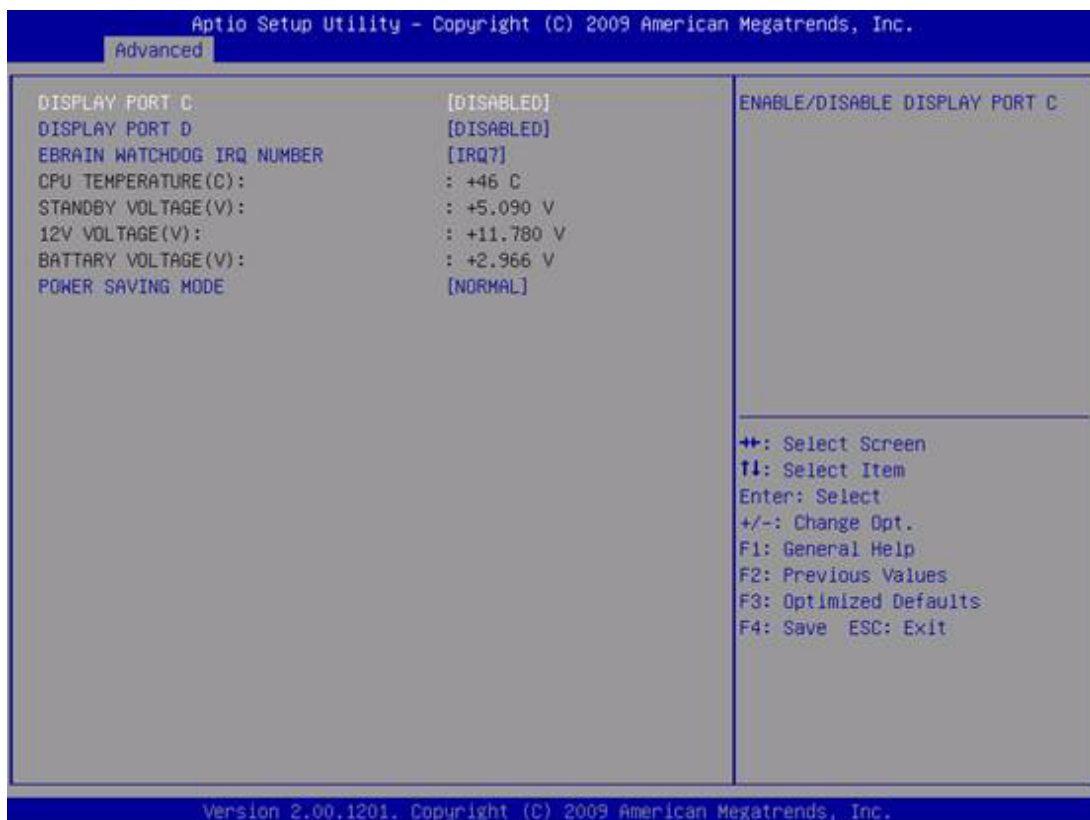 Aptio Setup Utility – Copyright (C) 2009 American Megatrends, Inc.
Advanced
DISPLAY PORT C [DISABLED]
DISPLAY PORT D [DISABLED]
EBRAIN WATCHDOG IRQ NUMBER [IRQ7]
CPU TEMPERATURE(C): : +46 C
STANDBY VOLTAGE(V): : +5.090 V
12V VOLTAGE(V): : +11.780 V
BATTARY VOLTAGE(V): : +2.966 V
POWER SAVING MODE [NORMAL]
ENABLE/DISABLE DISPLAY PORT C
→←: Select Screen
↑↓: Select Item
Enter: Select
+/-: Change Opt.
F1: General Help
F2: Previous Values
F3: Optimized Defaults
F4: Save ESC: Exit
Version 2.00.1201. Copyright (C) 2009 American Megatrends, Inc.